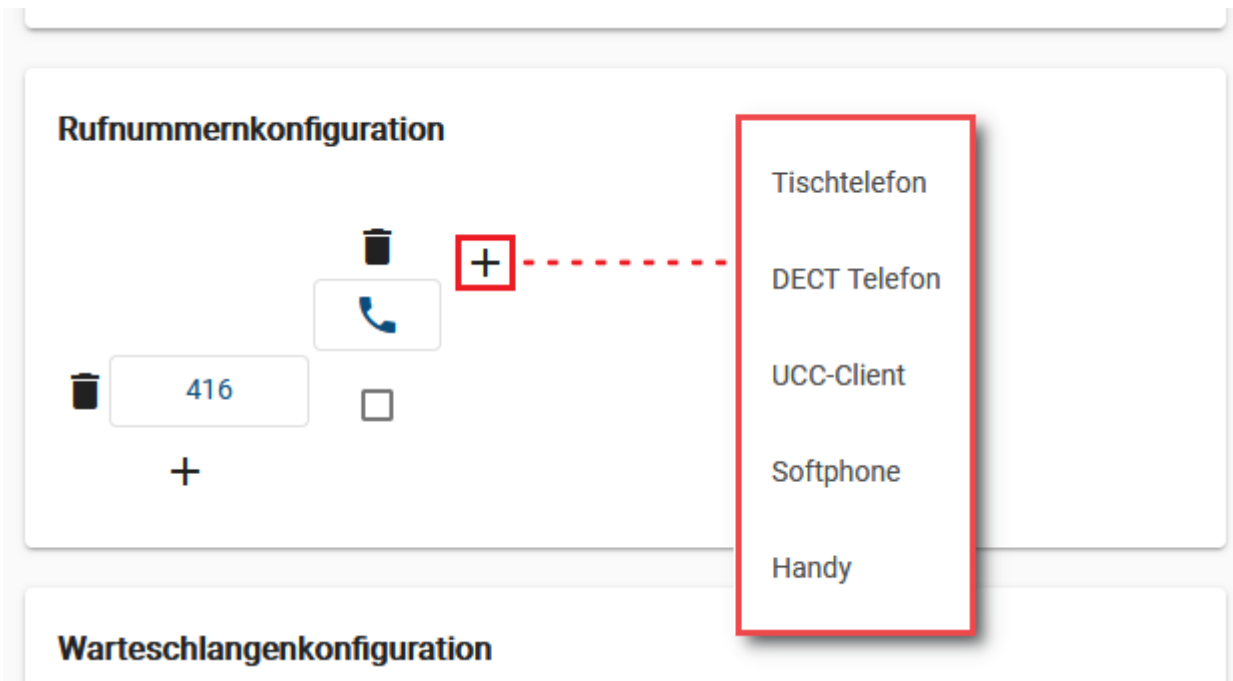 Rufnummernkonfiguration
Tischtelefon
DECT Telefon
UCC-Client
416
Softphone
Handy
Warteschlangenkonfiguration